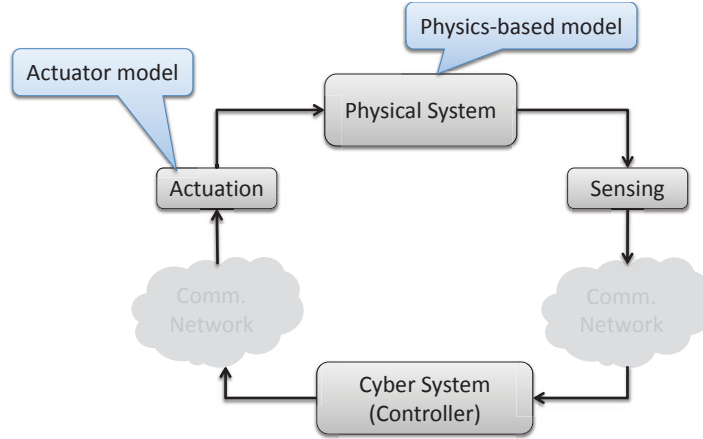 Physics-based model
Actuator model
Physical System
Actuation
Sensing
Comm.
Network
Comm.
Network
Cyber System
(Controller)